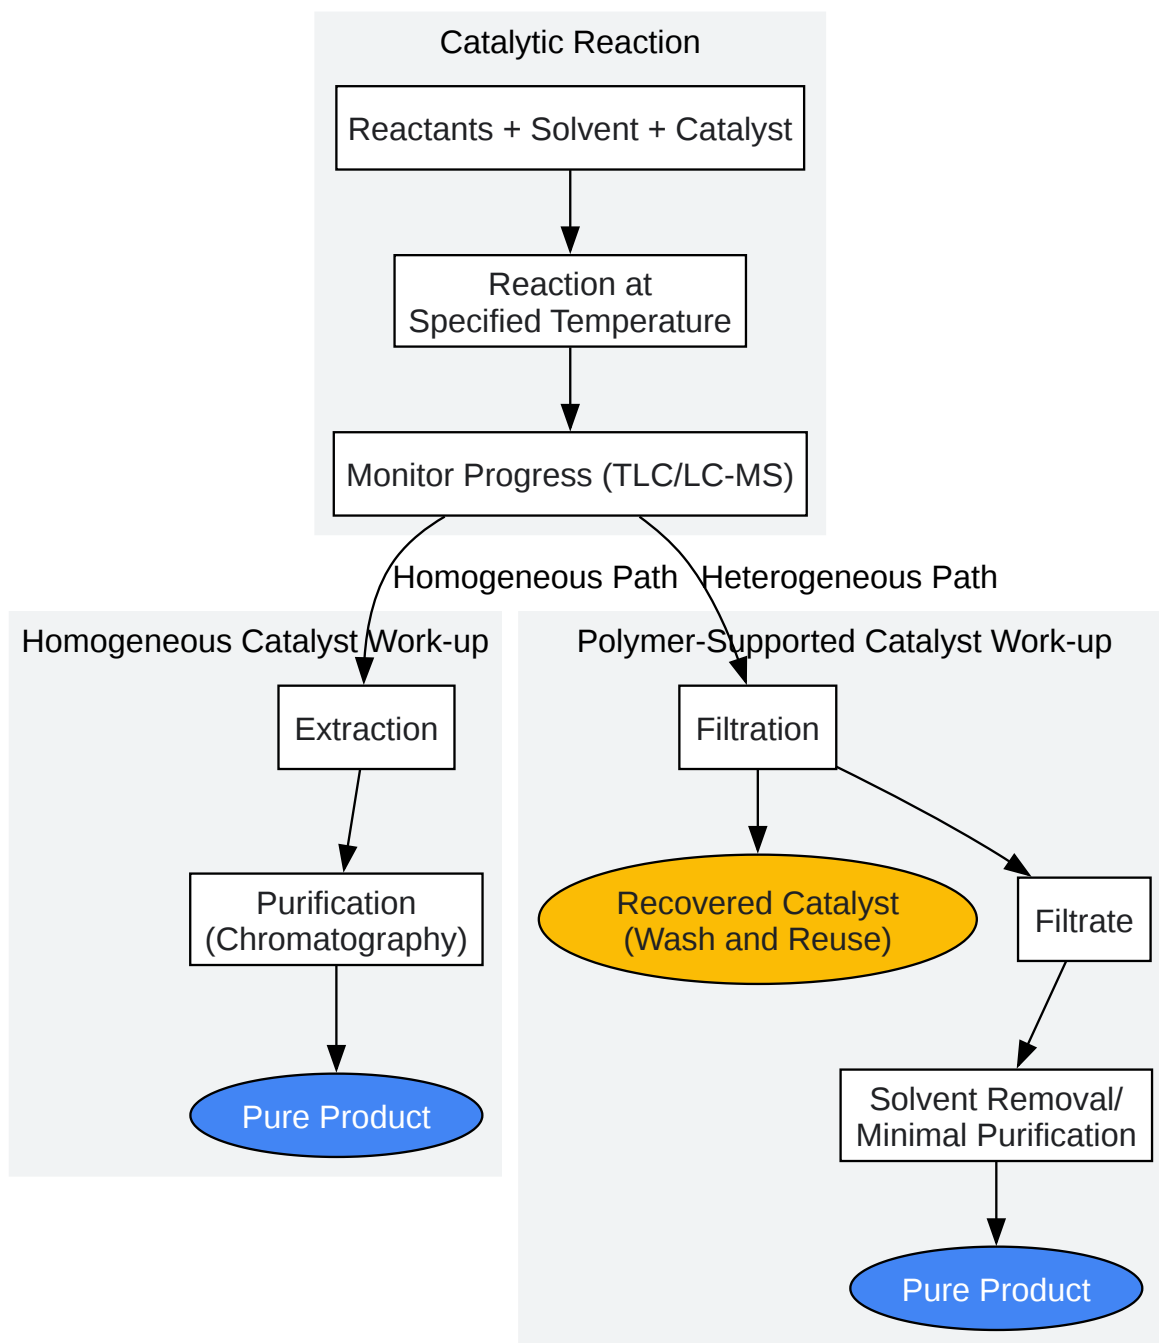 Catalytic Reaction
Reactants + Solvent + Catalyst
Reaction at
Specified Temperature
Monitor Progress (TLC/LC-MS)
Homogeneous Path
Heterogeneous Path
Homogeneous Catalyst Work-up
Extraction
Purification
(Chromatography)
Pure Product
Polymer-Supported Catalyst Work-up
Filtration
Recovered Catalyst
(Wash and Reuse)
Filtrate
Solvent Removal/
Minimal Purification
Pure Product